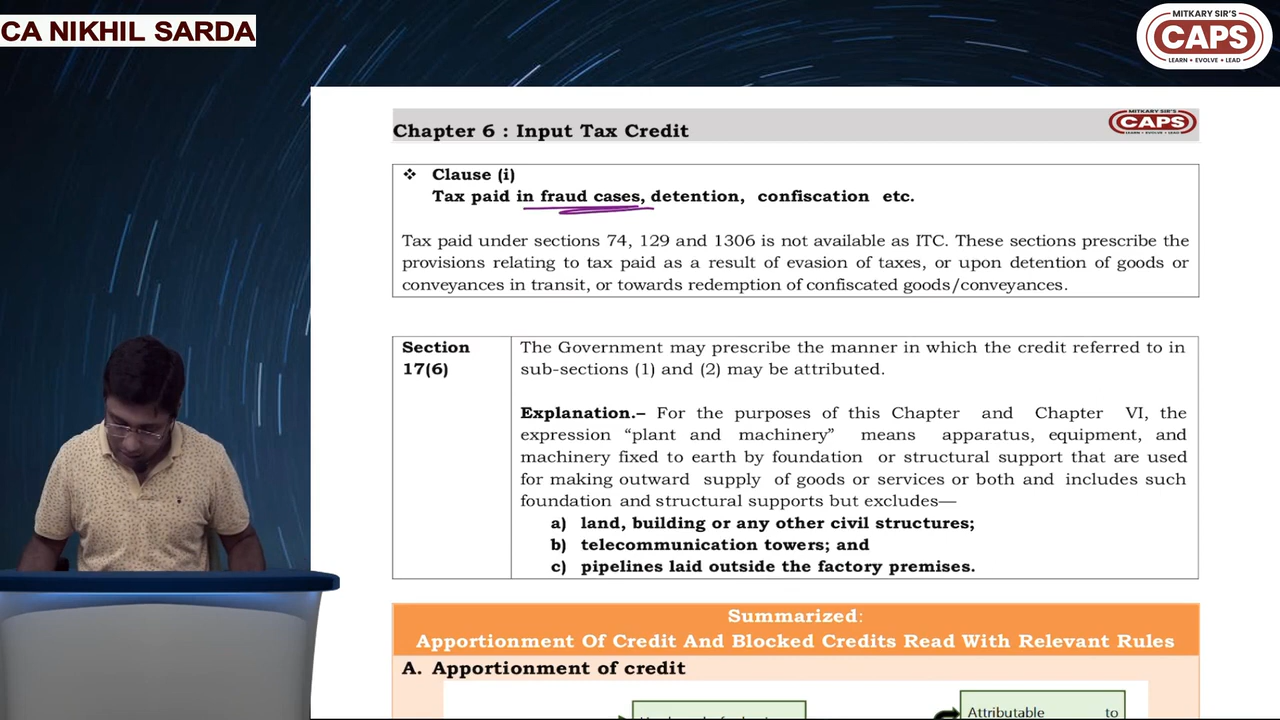 CA NIKHIL SARDA
MITKARY SIR'S
CAPS
LEARN • EVOLVE • LEAD
Chapter 6 : Input Tax Credit
MITKARY SIR'S
CAPS
LEARN • EVOLVE • LEAD
❖ Clause (i)
Tax paid in fraud cases, detention, confiscation etc.
Tax paid under sections 74, 129 and 1306 is not available as ITC. These sections prescribe the
provisions relating to tax paid as a result of evasion of taxes, or upon detention of goods or
conveyances in transit, or towards redemption of confiscated goods/conveyances.
Section
17(6)
The Government may prescribe the manner in which the credit referred to in
sub-sections (1) and (2) may be attributed.
Explanation.– For the purposes of this Chapter and Chapter VI, the
expression “plant and machinery” means apparatus, equipment, and
machinery fixed to earth by foundation or structural support that are used
for making outward supply of goods or services or both and includes such
foundation and structural supports but excludes—
a) land, building or any other civil structures;
b) telecommunication towers; and
c) pipelines laid outside the factory premises.
Summarized:
Apportionment Of Credit And Blocked Credits Read With Relevant Rules
A. Apportionment of credit
Attributable to